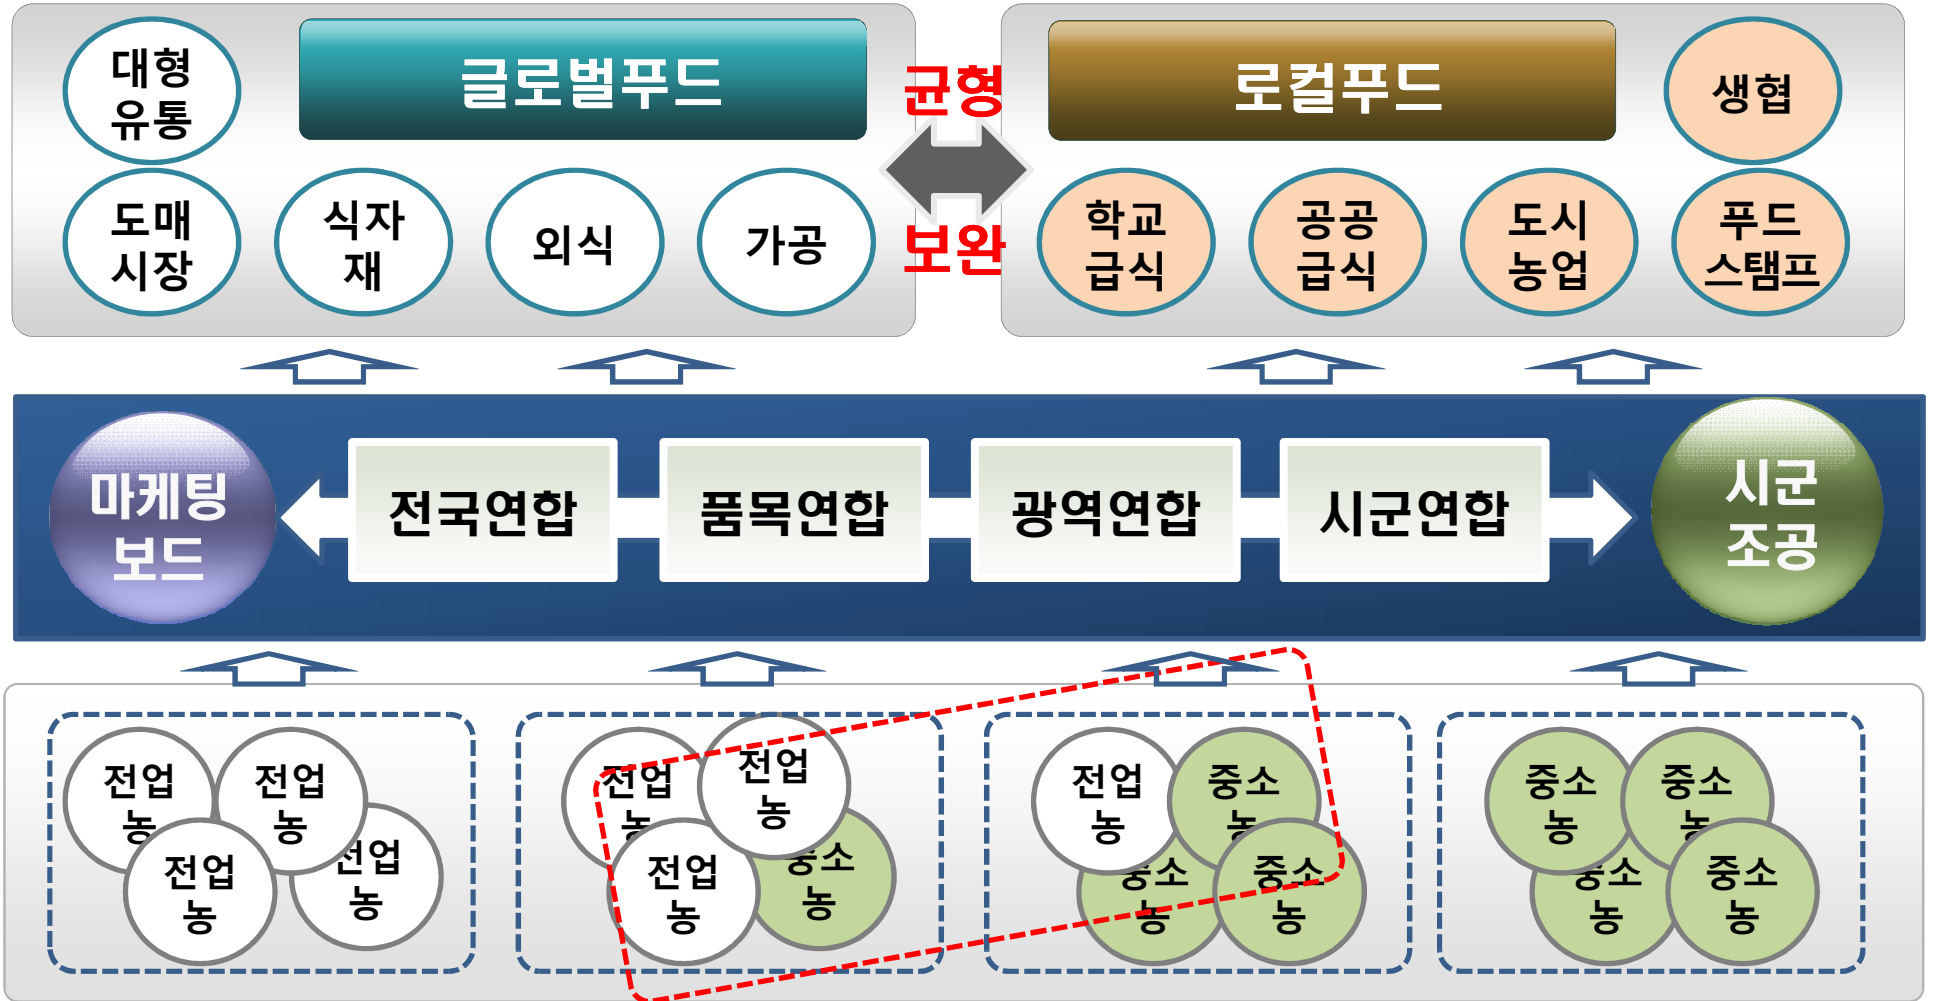 대형
유통
글로벌푸드
균형
로컬푸드
생협
도매
시장
식자
재
외식
가공
보완
학교
급식
공공
급식
도시
농업
푸드
스탬프
마케팅
보드
전국연합
품목연합
광역연합
시군연합
시군
조공
전업
농
전업
농
전업
농
전업
농
전업
농
전업
농
전업
농
중소
농
전업
농
중소
농
중소
농
중소
농
중소
농
중소
농
중소
농
중소
농